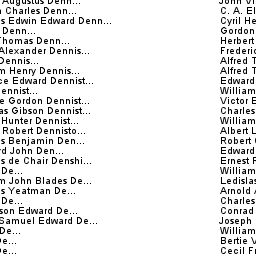 Augustus Denn... John Vi
Charles Denn... C. A. El
s Edwin Edward Denn... Cyril He
Denn... Gordon
Thomas Denn... Herbert
Alexander Dennis... Frederic
Dennis... Alfred T
m Henry Dennis... Alfred T
ce Edward Dennist... Edward
ennist... William
e Gordon Dennist... Victor E
as Gibson Dennist... Charles
Hunter Dennist... William
Robert Dennisto... Albert L
s Benjamin Den... Robert
rd John Den... Edward
s de Chair Denshi... Ernest F
De... William
m John Blades De... Ledislas
s Yeatman De... Arnold
De... Charles
son Edward De... Conrad
Samuel Edward De... Joseph
De... William
De... Bertie V
De... Cecil Fr